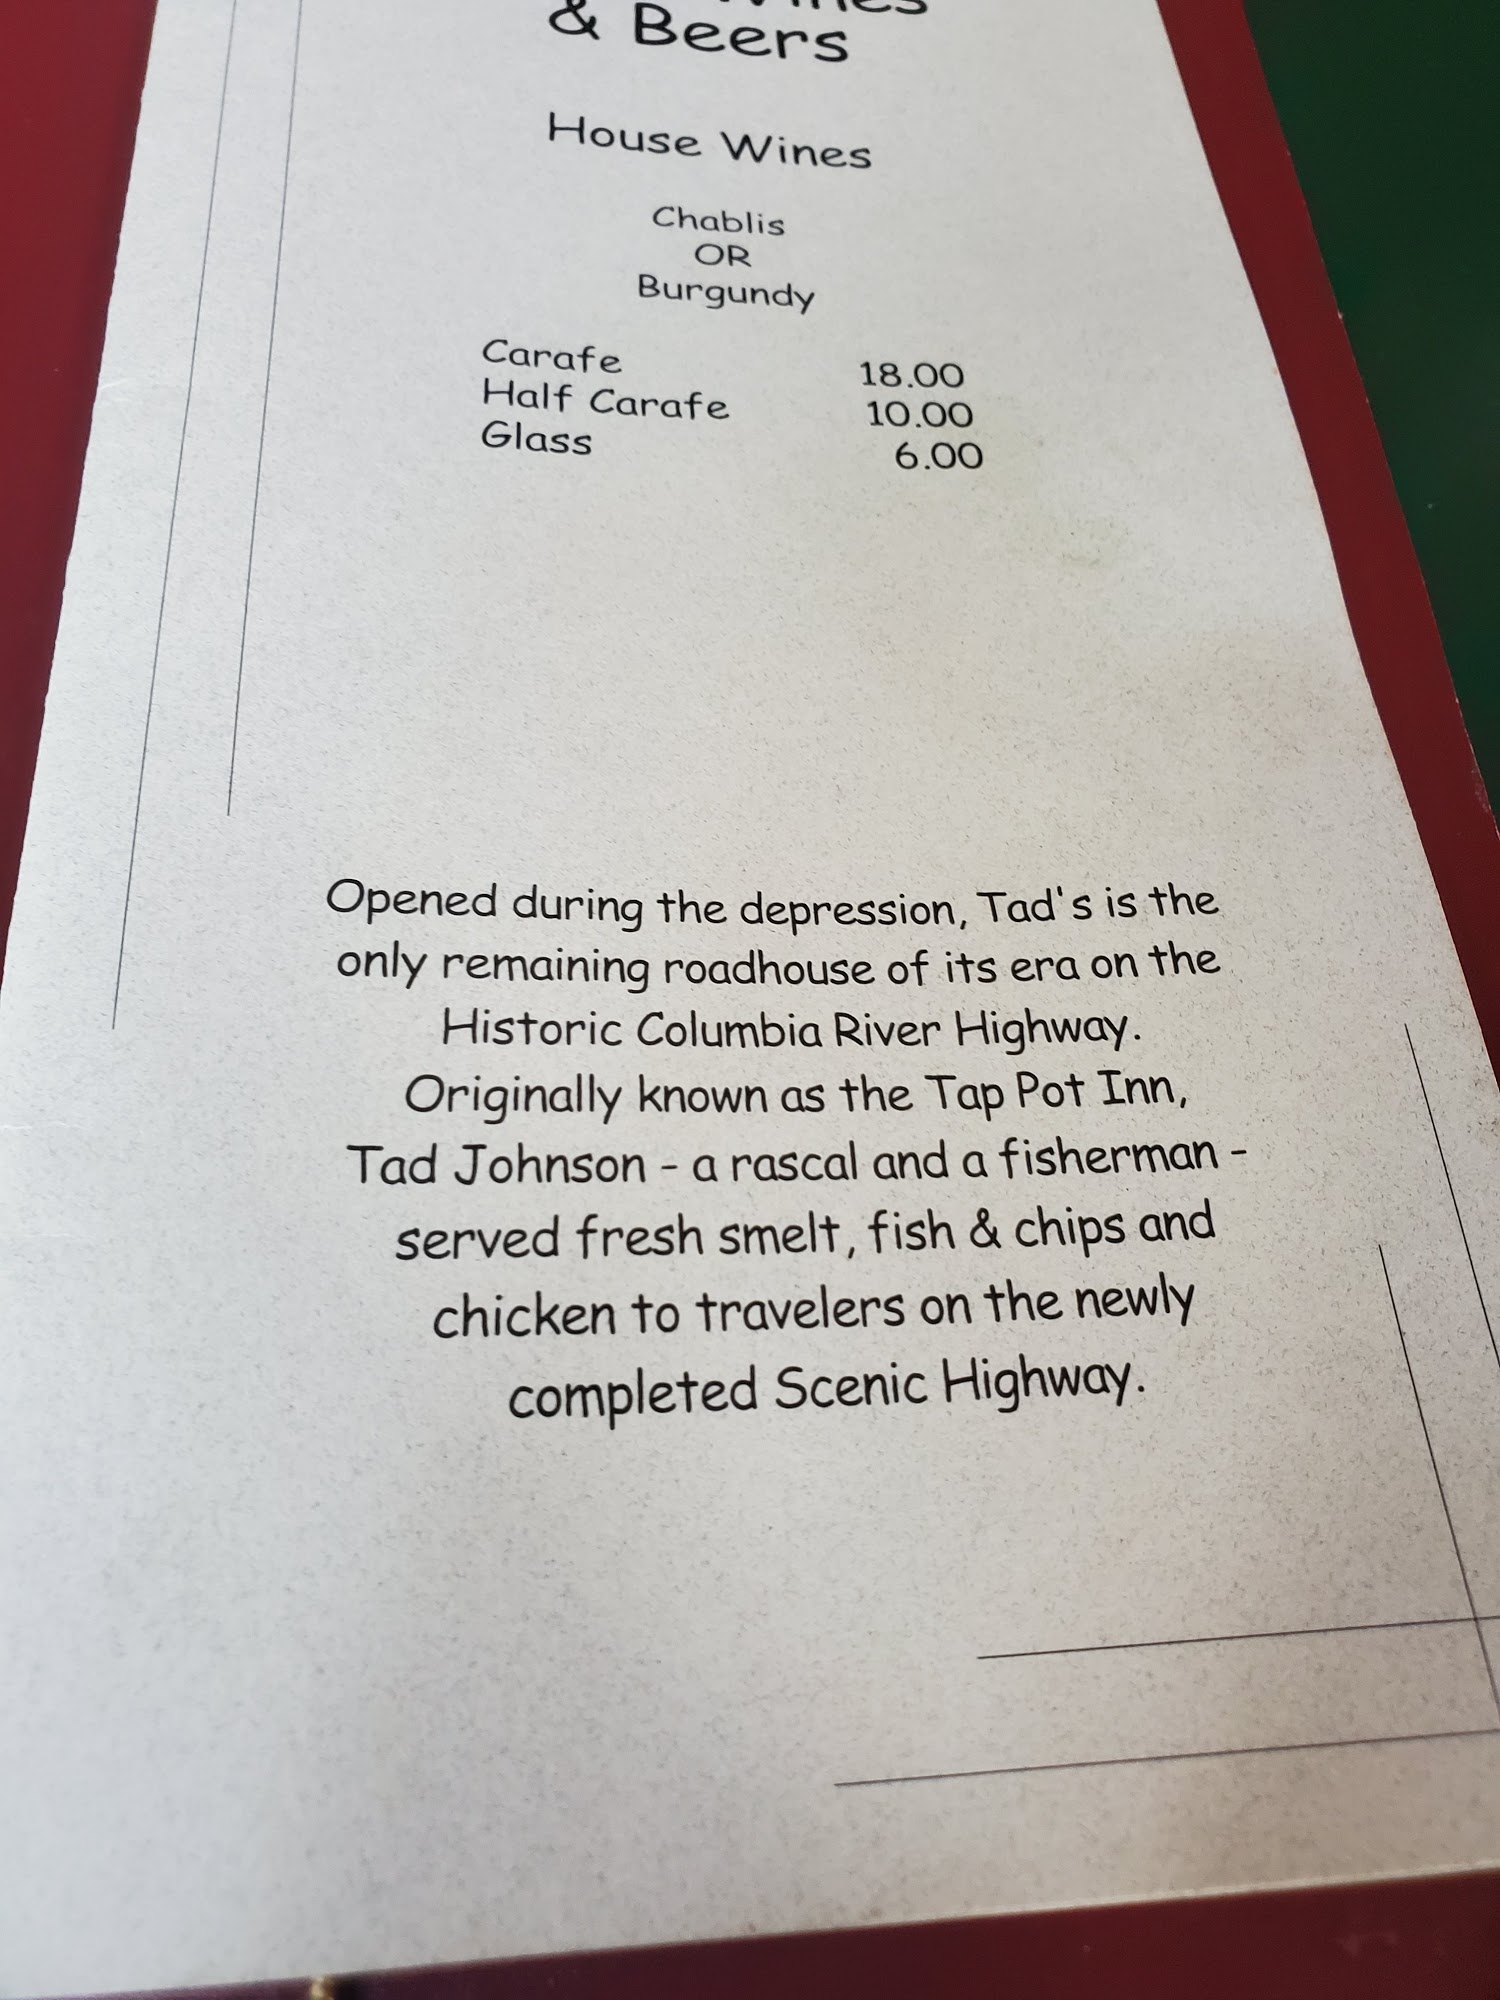 & Beers
House Wines
Chablis
OR
Burgundy
Carafe 18.00
Half Carafe 10.00
Glass 6.00
Opened during the depression, Tad's is the
only remaining roadhouse of its era on the
Historic Columbia River Highway.
Originally known as the Tap Pot Inn,
Tad Johnson - a rascal and a fisherman -
served fresh smelt, fish & chips and
chicken to travelers on the newly
completed Scenic Highway.